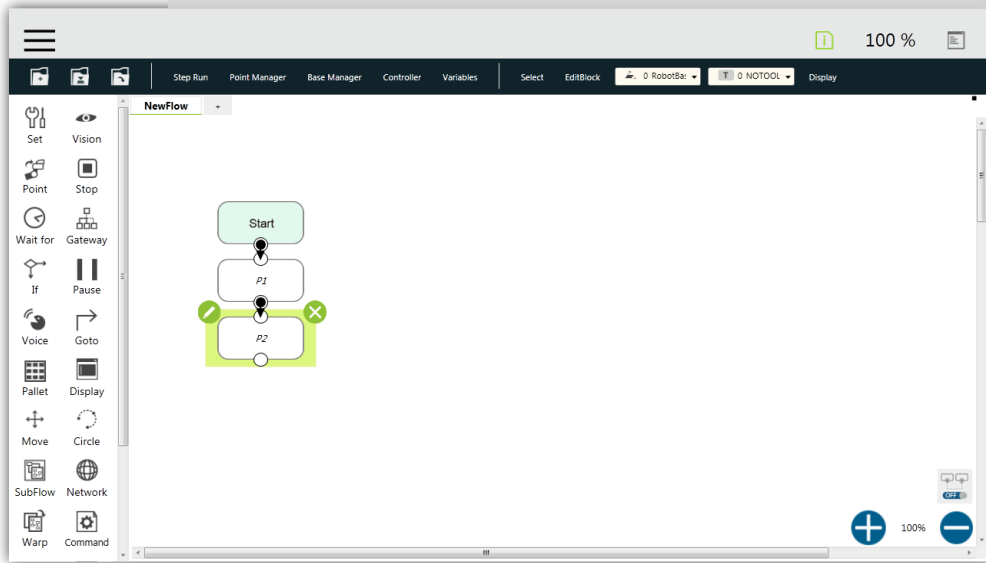 100 %
Step Run Point Manager Base Manager Controller Variables Select EditBlock 0 RobotBa: T 0 NOTOOL Display
NewFlow +
Set Vision
Point Stop
Wait for Gateway
If Pause
Voice Goto
Pallet Display
Move Circle
SubFlow Network
Warp Command
Start
P1
P2
OFF
100%